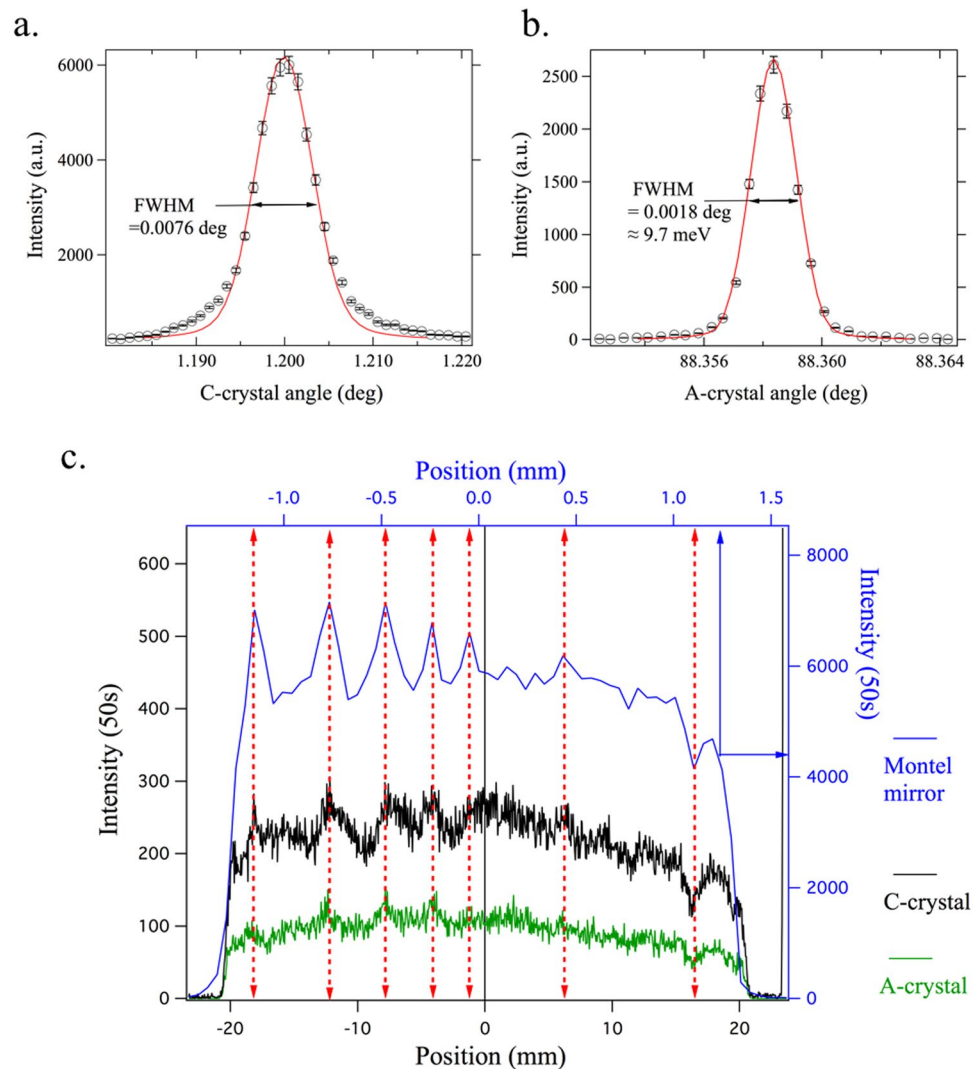 a.
6000
4000
2000
Intensity (a.u.)
FWHM
=0.0076 deg
1.190
1.200
1.210
1.220
C-crystal angle (deg)
b.
2500
2000
1500
1000
500
0
Intensity (a.u.)
FWHM
= 0.0018 deg
≈ 9.7 meV
88.356
88.360
88.364
A-crystal angle (deg)
c.
Position (mm)
-1.0
-0.5
0.0
0.5
1.0
1.5
600
500
400
300
200
100
0
Intensity (50s)
8000
6000
4000
2000
0
Intensity (50s)
-20
-10
0
10
20
Position (mm)
Montel
mirror
C-crystal
A-crystal